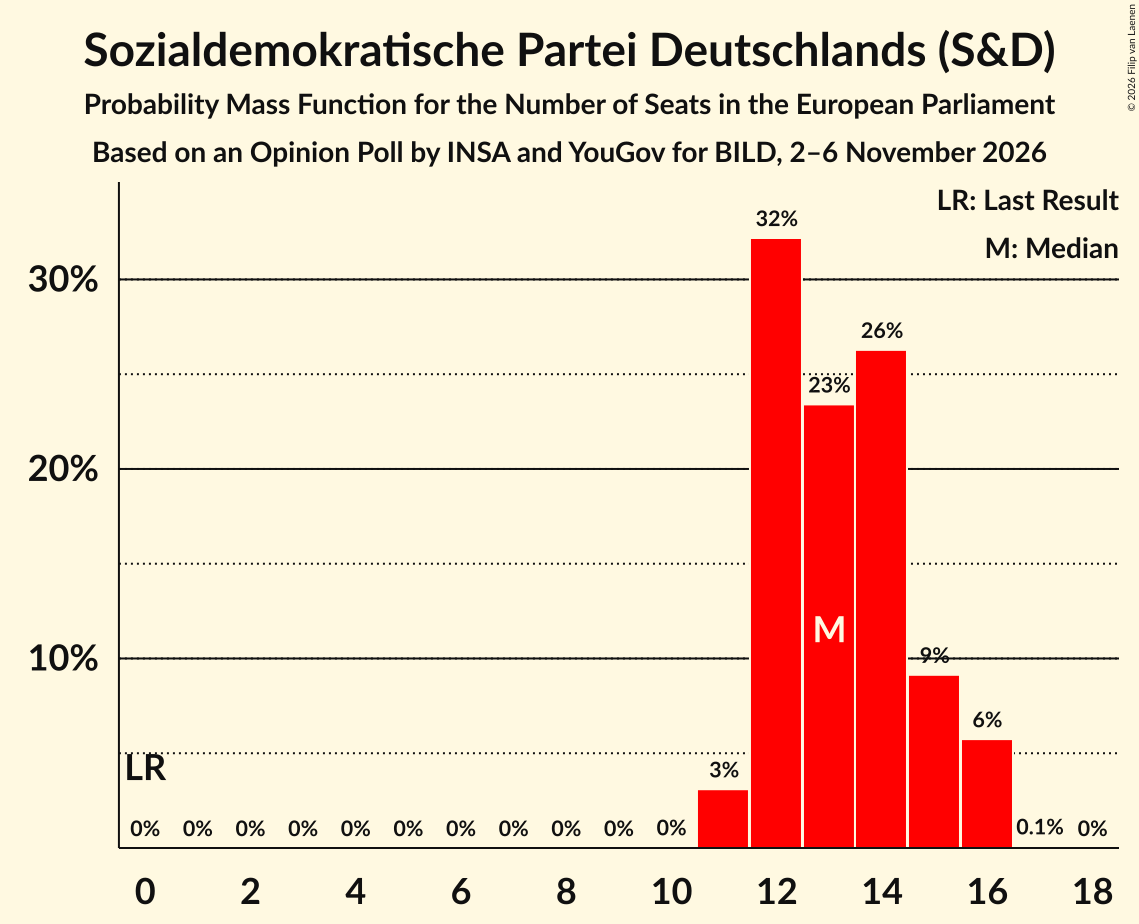 Sozialdemokratische Partei Deutschlands (S&D)
Probability Mass Function for the Number of Seats in the European Parliament
Based on an Opinion Poll by INSA and YouGov for BILD, 2–6 November 2026
© 2026 Filip van Laenen
LR: Last Result
M: Median
32%
30%
26%
23%
20%
M
10%
9%
6%
LR
3%
0% 0% 0% 0% 0% 0% 0% 0% 0% 0% 0% 0.1% 0%
0 2 4 6 8 10 12 14 16 18